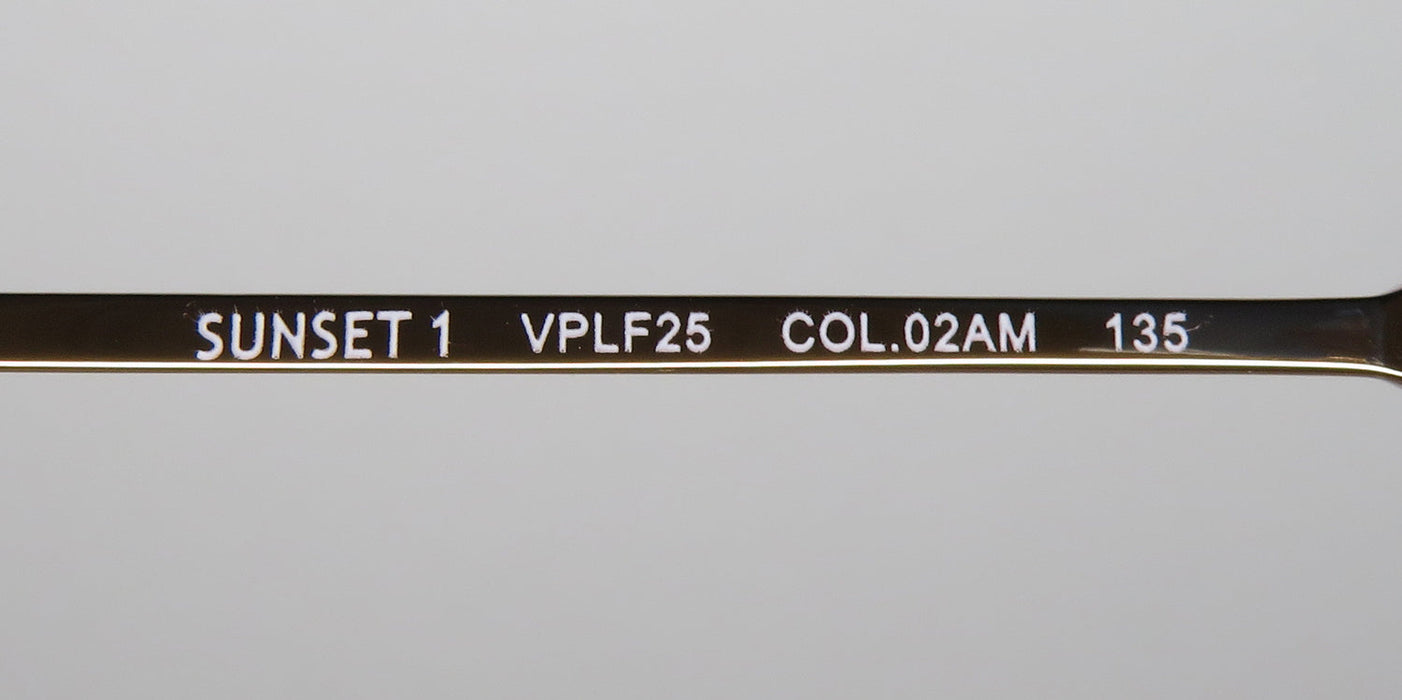 SUNSET 1 VPLF25 COL.02AM 135